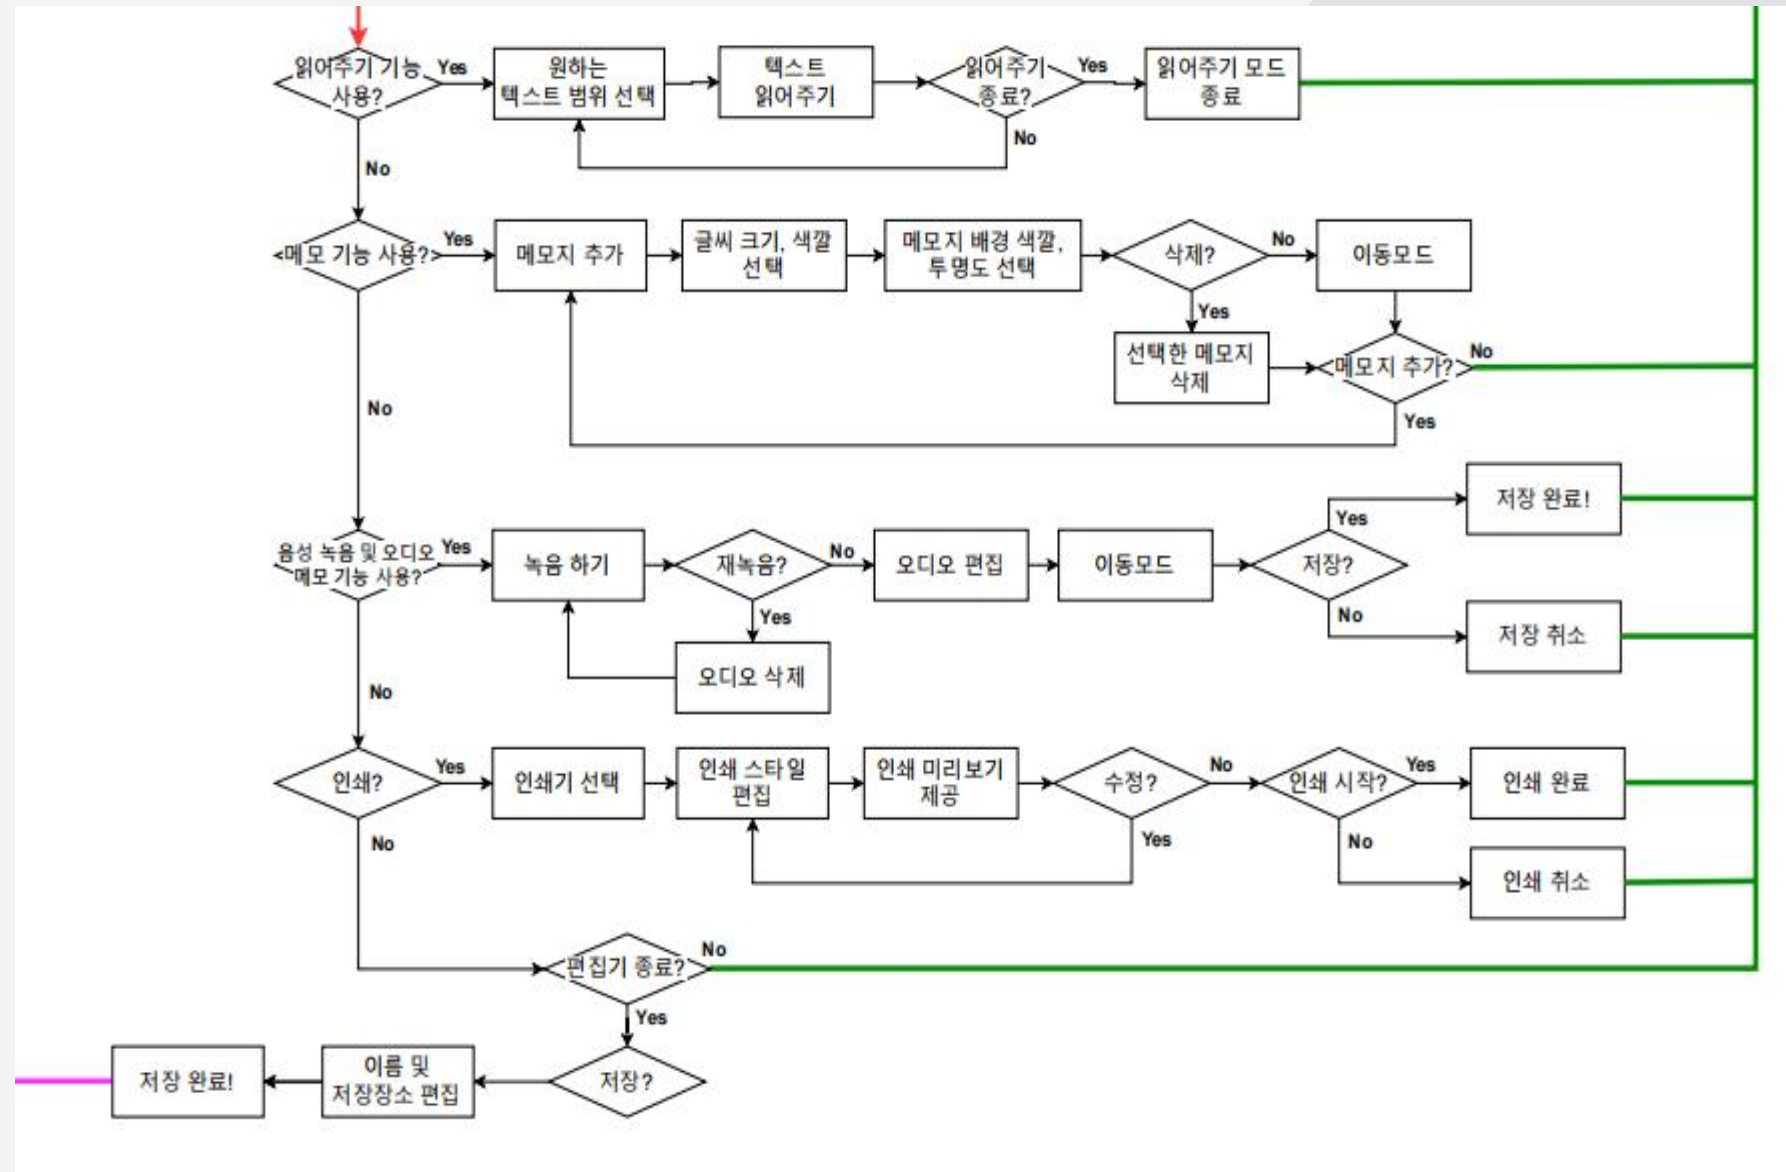 읽어주기 기능
사용?
Yes
원하는
텍스트 범위 선택
텍스트
읽어주기
읽어주기
종료?
Yes
읽어주기 모드
종료
No
No
메모 기능 사용?
Yes
메모지 추가
글씨 크기, 색깔
선택
메모지 배경 색깔,
투명도 선택
삭제?
No
이동모드
Yes
선택한 메모지
삭제
메모지 추가?
No
Yes
No
음성 녹음 및 오디오
메모 기능 사용?
Yes
녹음 하기
재녹음?
No
오디오 편집
이동모드
저장?
Yes
저장 완료!
No
저장 취소
Yes
오디오 삭제
No
인쇄?
Yes
인쇄기 선택
인쇄 스타일
편집
인쇄 미리보기
제공
수정?
No
인쇄 시작?
Yes
인쇄 완료
Yes
No
인쇄 취소
No
편집기 종료?
No
Yes
저장?
이름 및
저장장소 편집
저장 완료!